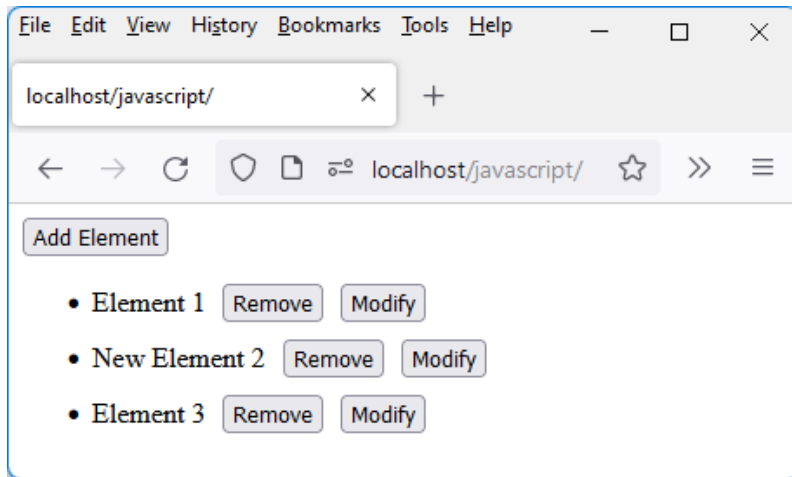 File Edit View History Bookmarks Tools Help
localhost/javascript/
localhost/javascript/
Add Element
• Element 1 Remove Modify
• New Element 2 Remove Modify
• Element 3 Remove Modify